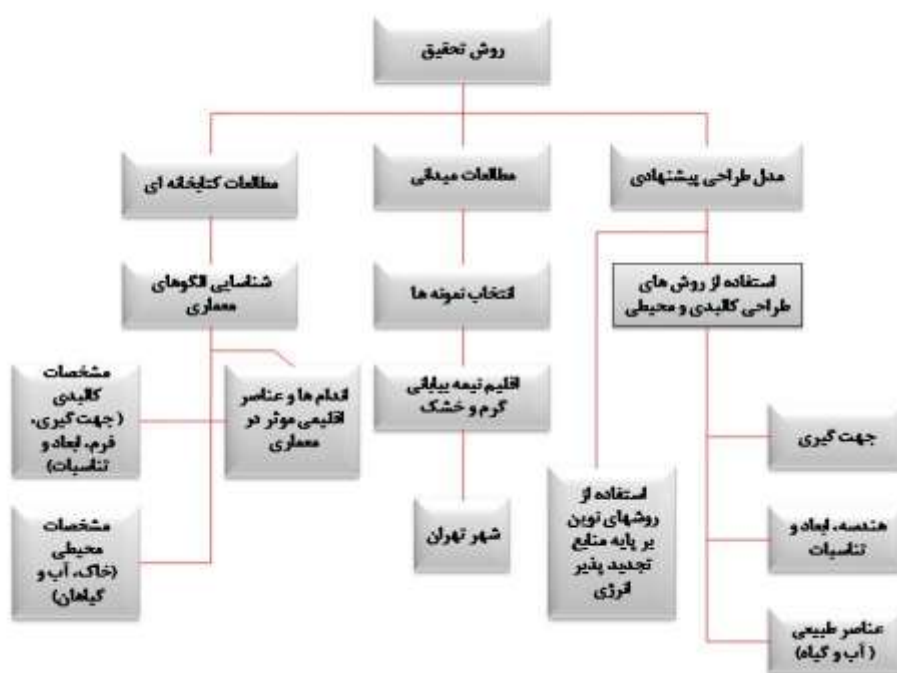 روش تحقیق
مدل طراحی پیشنهادی
مطالعات میدانی
مطالعات کتابخانه ای
استفاده از روش های
طراحی کالبدی و محیطی
انتخاب نمونه ها
شناسایی الگوهای
معماری
جهت گیری
هندسه، ابعاد و
تناسبات
عناصر طبیعی
( آب و گیاه)
استفاده از
روشهای نوین
بر پایه منابع
تجدید پذیر
انرژی
اقلیم نیمه بیابانی
گرم و خشک
شهر تهران
اندام ها و عناصر
اقلیمی موثر در
معماری
مشخصات
کالبدی
( جهت گیری،
فرم، ابعاد و
تناسبات)
مشخصات
محیطی
(خاک، آب و
گیاهان)